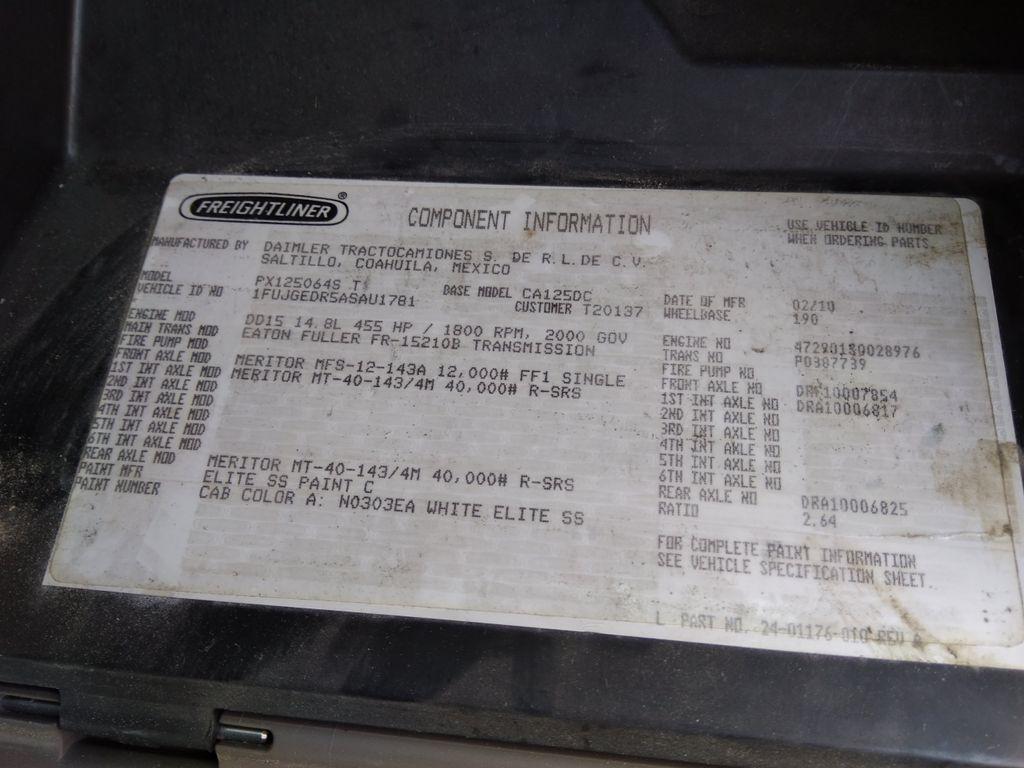 FREIGHTLINER ®
COMPONENT INFORMATION
USE VEHICLE ID NUMBER
WHEN ORDERING PARTS.
MANUFACTURED BY DAIMLER TRACTOCAMIONES S. DE R.L.DE C.V.
SALTILLO, COAHUILA, MEXICO
MODEL PX125064S T BASE MODEL CA125DC DATE OF MFR 02/10
VEHICLE ID NO 1FUJGEDR5ASAU1781 CUSTOMER T20137 WHEELBASE 190
ENGINE MOD DD15 14.8L 455 HP / 1800 RPM, 2000 GOV ENGINE NO
MAIN TRANS MOD EATON FULLER FR-15210B TRANSMISSION TRANS NO P0387739
FIRE PUMP MOD FIRE PUMP NO
FRONT AXLE MOD MERITOR MFS-12-143A 12,000# FF1 SINGLE FRONT AXLE NO DRM10007854
1ST INT AXLE MOD MERITOR MT-40-143/4M 40,000# R-SRS 1ST INT AXLE NO DRA10006817
2ND INT AXLE MOD 2ND INT AXLE NO
3RD INT AXLE MOD 3RD INT AXLE NO
4TH INT AXLE MOD 4TH INT AXLE NO
5TH INT AXLE MOD 5TH INT AXLE NO
6TH INT AXLE MOD 6TH INT AXLE NO
REAR AXLE MOD MERITOR MT-40-143/4M 40,000# R-SRS REAR AXLE NO DRA10006825
PAINT MFR ELITE SS PAINT C RATIO 2.64
PAINT NUMBER CAB COLOR A: N0303EA WHITE ELITE SS
FOR COMPLETE PAINT INFORMATION
SEE VEHICLE SPECIFICATION SHEET.
L PART NO. 24-01176-010 REV A